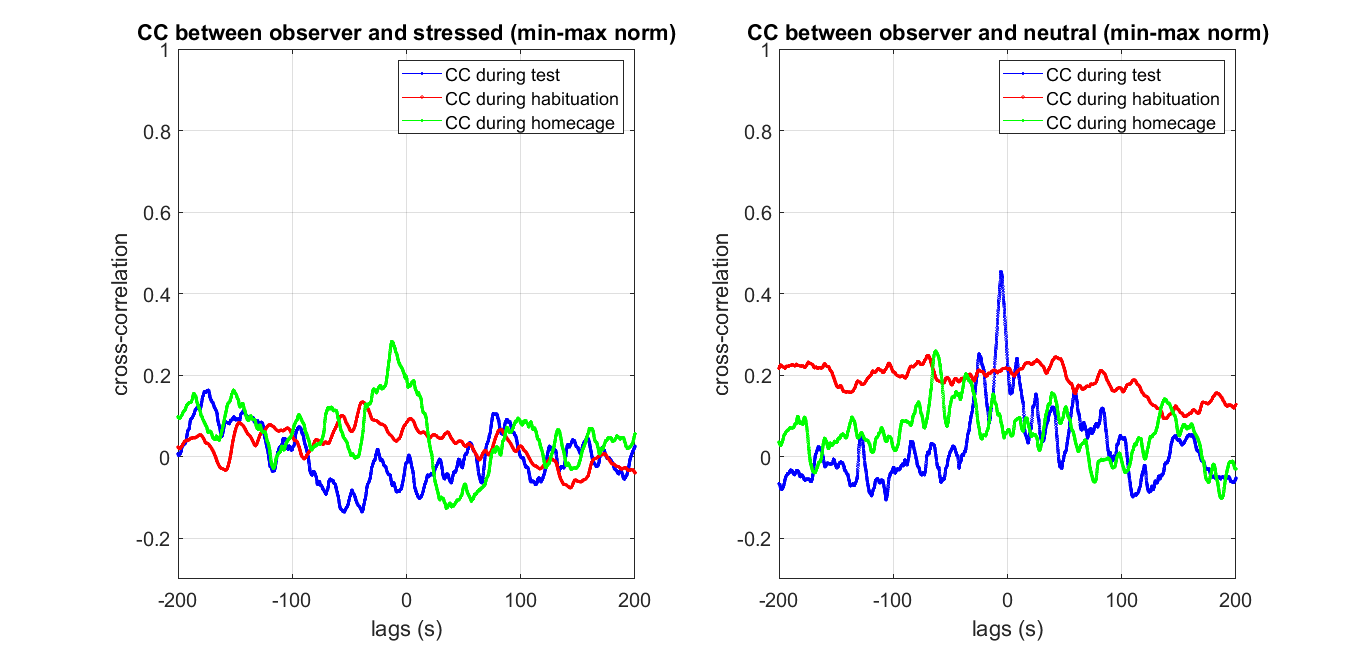 CC between observer and stressed (min-max norm)
1
0.8
0.6
0.4
0.2
0
-0.2
cross-correlation
-200
-100
0
100
200
lags (s)
CC during test
CC during habituation
CC during homecage
CC between observer and neutral (min-max norm)
1
0.8
0.6
0.4
0.2
0
-0.2
cross-correlation
-200
-100
0
100
200
lags (s)
CC during test
CC during habituation
CC during homecage